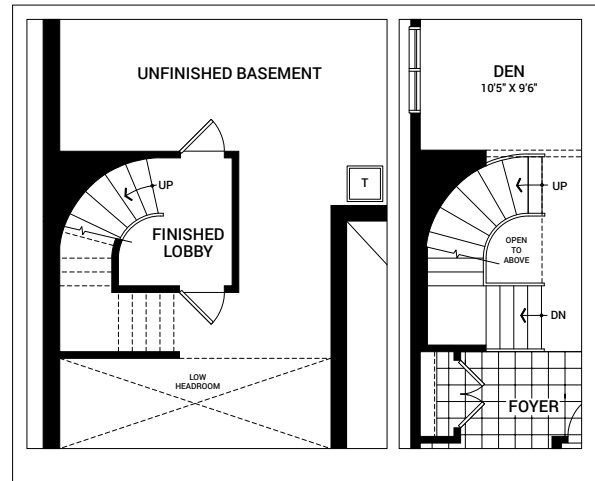 UNFINISHED BASEMENT
UP
FINISHED
LOBBY
T
LOW
HEADROOM
DEN
10'5" X 9'6"
UP
OPEN
TO
ABOVE
DN
FOYER